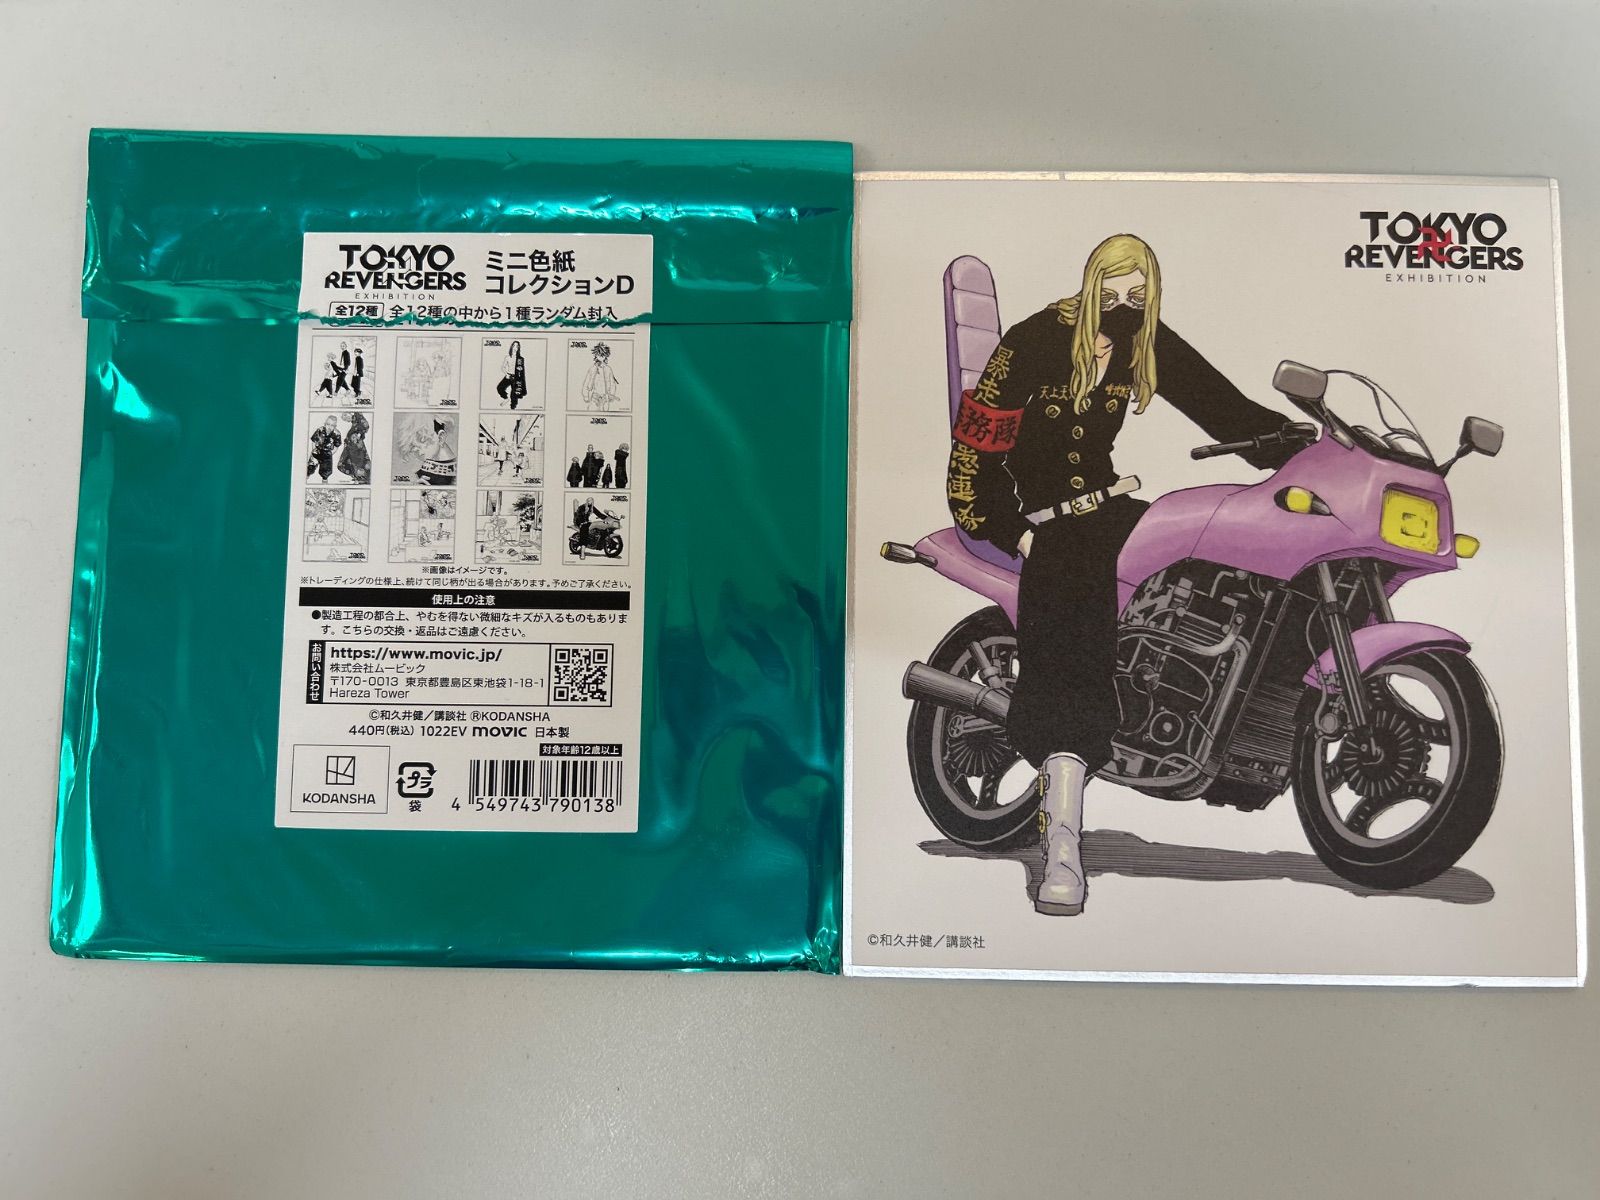 TOKYO
REVENGERS
EXHIBITION
ミニ色紙
コレクションD
全12種 全12種の中から1種ランダム封入
※画像はイメージです。
※トレーディングの仕様上、続けて同じ柄が出る場合があります。予めご了承ください。
使用上の注意
●製造工程の都合上、やむを得ない微細なキズが入るものもありま
す。こちらの交換・返品はご遠慮ください。
お問い合わせ
https://www.movic.jp/
株式会社ムービック
〒170-0013 東京都豊島区東池袋1-18-1
Hareza Tower
©和久井健／講談社 ⓇKODANSHA
440円(税込) 1022EV movic 日本製
対象年齢12歳以上
KODANSHA
プラ
袋
4 549743 790138
TOKYO
REVENGERS
EXHIBITION
暴走
務隊
愚連
天上天
©和久井健／講談社